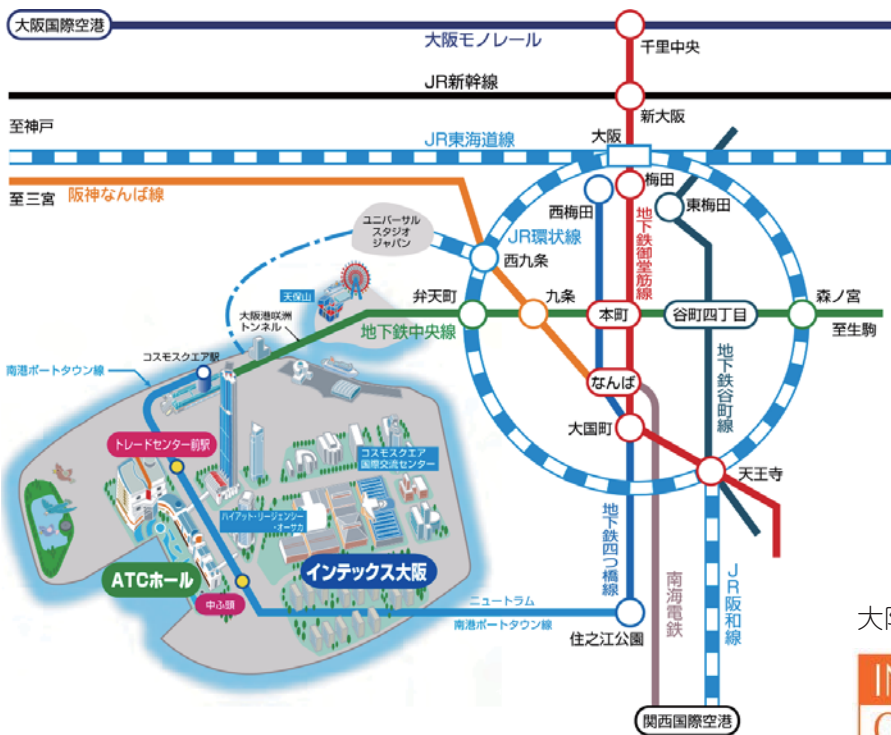 大阪国際空港
大阪モノレール
千里中央
JR新幹線
新大阪
至神戸
JR東海道線
大阪
至三宮
阪神なんば線
梅田
西梅田
東梅田
ユニバーサル
スタジオ
ジャパン
JR環状線
地下鉄御堂筋線
西九条
天保山
弁天町
九条
本町
谷町四丁目
森ノ宮
大阪港咲洲
トンネル
地下鉄中央線
至生駒
コスモスクエア駅
南港ポートタウン線
地下鉄谷町線
なんば
大国町
トレードセンター前駅
コスモスクエア
国際交流センター
天王寺
ハイアット・リージェンシー
・オーサカ
地下鉄四つ橋線
ATCホール
インテックス大阪
南海電鉄
JR阪和線
中ふ頭
ニュートラム
南港ポートタウン線
住之江公園
関西国際空港
大阪